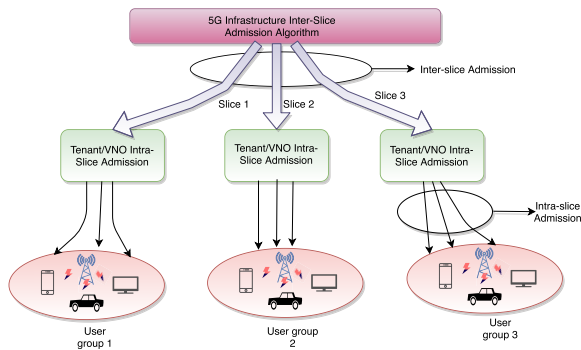 5G Infrastructure Inter-Slice
Admission Algorithm
Inter-slice Admission
Slice 1
Slice 2
Slice 3
Tenant/VNO Intra-
Slice Admission
Tenant/VNO Intra-
Slice Admission
Tenant/VNO Intra-
Slice Admission
Intra-slice
Admission
User
group 1
User group
2
User
group 3